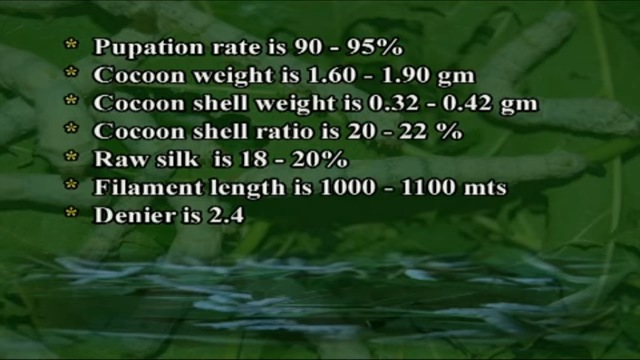 * Pupation rate is 90 - 95%
* Cocoon weight is 1.60 - 1.90 gm
* Cocoon shell weight is 0.32 - 0.42 gm
* Cocoon shell ratio is 20 - 22 %
* Raw silk is 18 - 20%
* Filament length is 1000 - 1100 mts
* Denier is 2.4